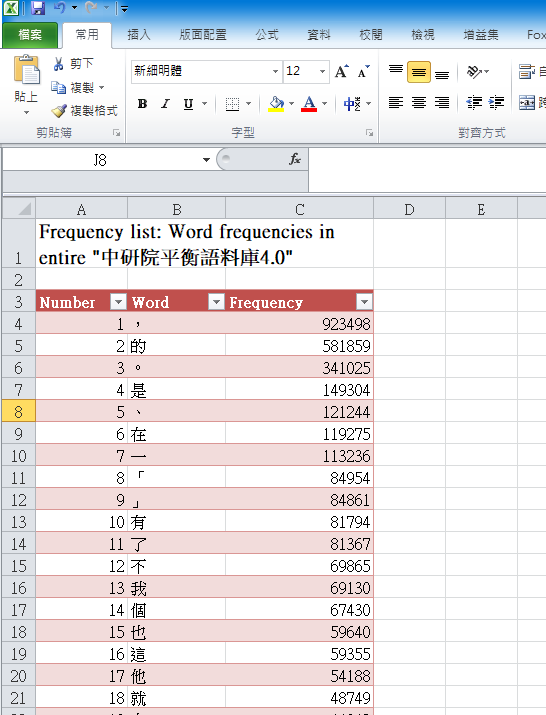 檔案 常用 插入 版面配置 公式 資料 校閱 檢視 增益集 Fox
剪下
複製
貼上
複製格式
剪貼簿
新細明體 12 A A
B I U A 中
字型
對齊方式
J8 fx
A B C D E
1 Frequency list: Word frequencies in
entire "中研院平衡語料庫4.0"
2
3 Number Word Frequency
4 1 , 923498
5 2 的 581859
6 3 。 341025
7 4 是 149304
8 5 、 121244
9 6 在 119275
10 7 一 113236
11 8 「 84954
12 9 」 84861
13 10 有 81794
14 11 了 81367
15 12 不 69865
16 13 我 69130
17 14 個 67430
18 15 也 59640
19 16 這 59355
20 17 他 54188
21 18 就 48749